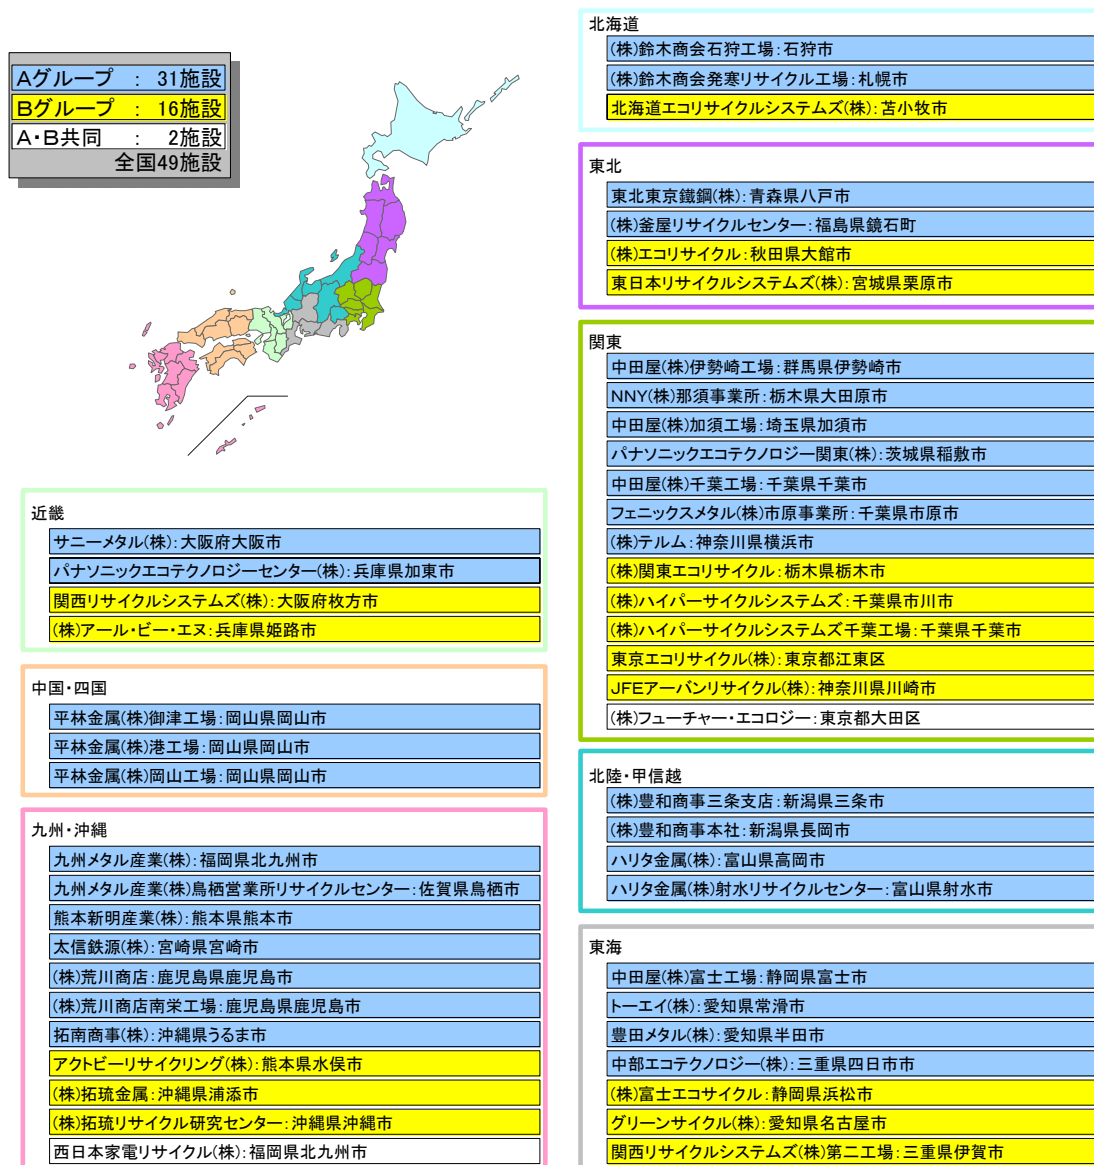 Aグループ : 31施設
Bグループ : 16施設
A・B共同 : 2施設
全国49施設
北海道
(株)鈴木商会石狩工場:石狩市
(株)鈴木商会発寒リサイクル工場:札幌市
北海道エコリサイクルシステムズ(株):苫小牧市
東北
東北東京鐵鋼(株):青森県八戸市
(株)釜屋リサイクルセンター:福島県鏡石町
(株)エコリサイクル:秋田県大館市
東日本リサイクルシステムズ(株):宮城県栗原市
関東
中田屋(株)伊勢崎工場:群馬県伊勢崎市
NNY(株)那須事業所:栃木県大田原市
中田屋(株)加須工場:埼玉県加須市
パナソニックエコテクノロジー関東(株):茨城県稲敷市
中田屋(株)千葉工場:千葉県千葉市
フェニックスメタル(株)市原事業所:千葉県市原市
(株)テルム:神奈川県横浜市
(株)関東エコリサイクル:栃木県栃木市
(株)ハイパーサイクルシステムズ:千葉県市川市
(株)ハイパーサイクルシステムズ千葉工場:千葉県千葉市
東京エコリサイクル(株):東京都江東区
JFEアーバンリサイクル(株):神奈川県川崎市
(株)フューチャー・エコロジー:東京都大田区
北陸・甲信越
(株)豊和商事三条支店:新潟県三条市
(株)豊和商事本社:新潟県長岡市
ハリタ金属(株):富山県高岡市
ハリタ金属(株)射水リサイクルセンター:富山県射水市
東海
中田屋(株)富士工場:静岡県富士市
トーエイ(株):愛知県常滑市
豊田メタル(株):愛知県半田市
中部エコテクノロジー(株):三重県四日市市
(株)富士エコサイクル:静岡県浜松市
グリーンサイクル(株):愛知県名古屋市
関西リサイクルシステムズ(株)第二工場:三重県伊賀市
近畿
サニーメタル(株):大阪府大阪市
パナソニックエコテクノロジーセンター(株):兵庫県加東市
関西リサイクルシステムズ(株):大阪府枚方市
(株)アール・ビー・エヌ:兵庫県姫路市
中国・四国
平林金属(株)御津工場:岡山県岡山市
平林金属(株)港工場:岡山県岡山市
平林金属(株)岡山工場:岡山県岡山市
九州・沖縄
九州メタル産業(株):福岡県北九州市
九州メタル産業(株)鳥栖営業所リサイクルセンター:佐賀県鳥栖市
熊本新明産業(株):熊本県熊本市
太信鉄源(株):宮崎県宮崎市
(株)荒川商店:鹿児島県鹿児島市
(株)荒川商店南栄工場:鹿児島県鹿児島市
拓南商事(株):沖縄県うるま市
アクトビーリサイクリング(株):熊本県水俣市
(株)拓琉金属:沖縄県浦添市
(株)拓琉リサイクル研究センター:沖縄県沖縄市
西日本家電リサイクル(株):福岡県北九州市